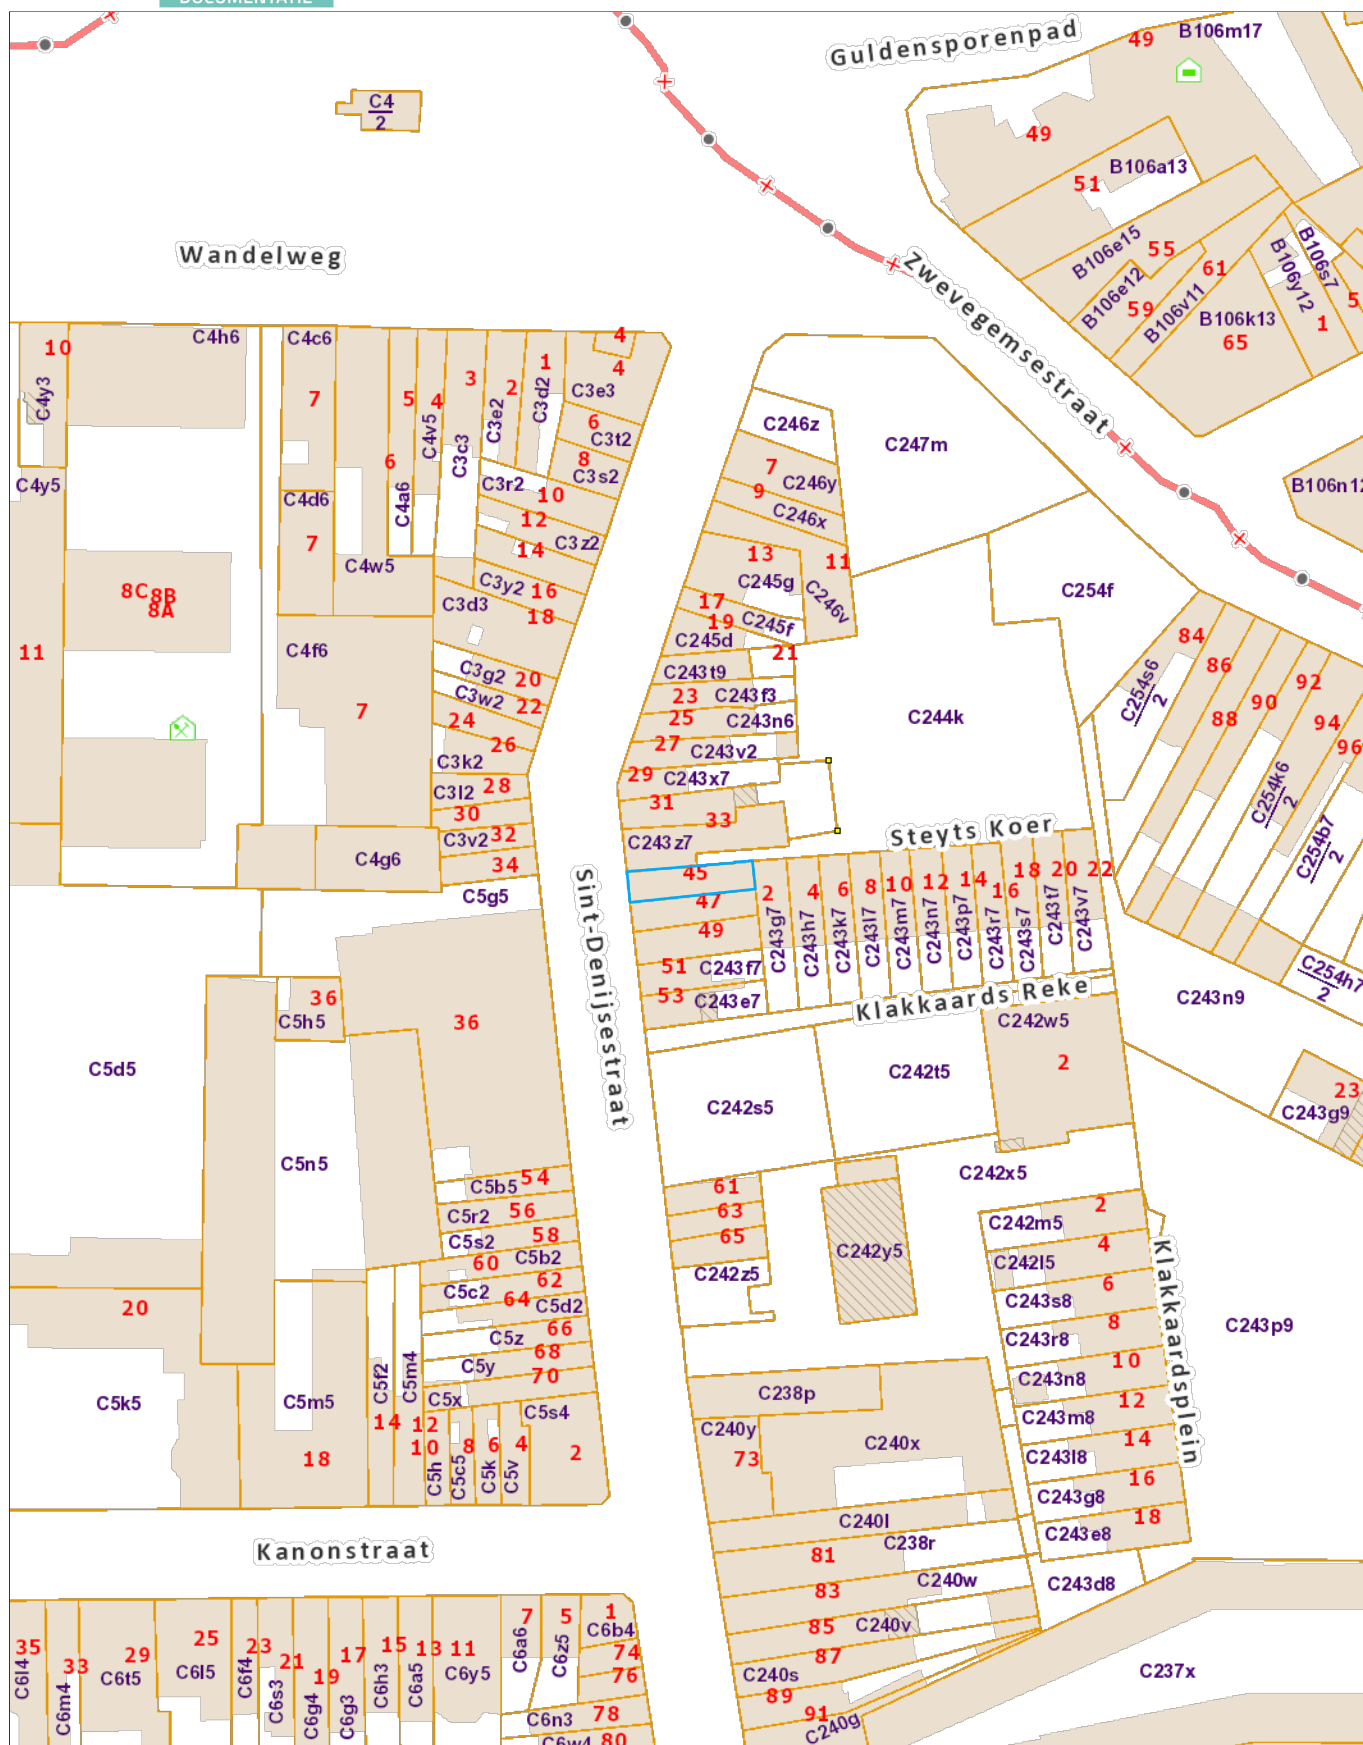 DOCUMENTATIE
Guldensporenpad
49
B106m17
C4
2
49
B106a13
51
Wandelweg
B106e15
55
B106s7
B106y12
Zwevegemsestraat
B106e12
59
61
B106v11
B106k13
65
1
5
10
C4h6
C4c6
4
4
C4y3
7
5
4
3
2
1
C3e3
C4v5
C3c3
C3e2
C3d2
6
C3t2
C246z
C247m
6
8
C3s2
7
C246y
C4y5
C4d6
C4a6
C3r2
10
9
C246x
B106n12
7
12
14
C3z2
13
11
C4w5
C3y2
16
C245g
C246v
C254f
8C
8B
8A
C3d3
18
17
19
C245f
11
C4f6
C245d
21
84
86
C3g2
20
C243t9
C254s6
2
92
7
C3w2
22
23
C243f3
90
24
25
C243n6
C244k
88
94
26
27
C243v2
96
C3k2
29
C243x7
C3l2
28
31
C254k6
2
30
33
Steyts Koer
C3v2
32
C243z7
C254b7
2
C4g6
34
45
C5g5
47
2
4
6
8
10
12
14
16
18
20
22
49
C243g7
C243h7
C243k7
C243l7
C243m7
C243n7
C243p7
C243r7
C243s7
C243t7
C243v7
Sint-Denijsestraat
51
C243f7
C254h7
2
53
C243e7
Klakkaards Reke
C243n9
36
C5h5
36
C242w5
2
C5d5
C242t5
C242s5
23
C243g9
C5n5
54
C5b5
C242x5
61
C5r2
56
63
2
C242m5
C5s2
58
65
4
C5b2
60
C242y5
C242l5
C242z5
62
6
C5c2
64
C5d2
C243s8
20
8
66
C243r8
C243p9
C5z
68
10
C5y
70
C243n8
Klakkaardsplein
C5f2
C5m4
C5x
C238p
12
C5k5
C5m5
C5s4
C243m8
14
12
C240y
C240x
14
10
8
6
4
2
73
C243l8
18
C5h
C5c5
C5k
C5v
16
C243g8
C240l
18
C243e8
C238r
Kanonstraat
81
C240w
C243d8
83
7
5
1
C6b4
85
C240v
35
33
29
25
23
21
19
17
15
13
11
74
87
C6l4
C6m4
C6t5
C6l5
C6f4
C6s3
C6g4
C6g3
C6h3
C6a5
C6y5
C6a6
C6z5
76
C240s
C237x
89
78
C6n3
91
C240g
C6w4
80